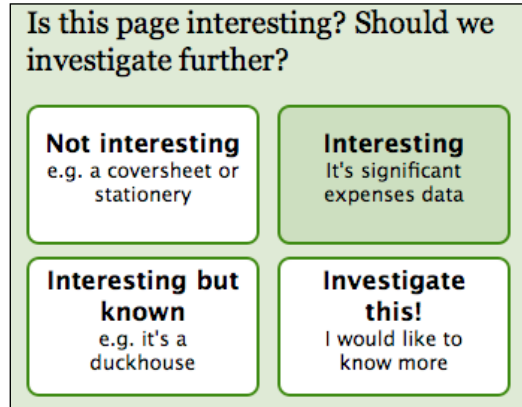 Is this page interesting? Should we
investigate further?
Not interesting
e.g. a coversheet or
stationery
Interesting
It's significant
expenses data
Interesting but
known
e.g. it's a
duckhouse
Investigate
this!
I would like to
know more